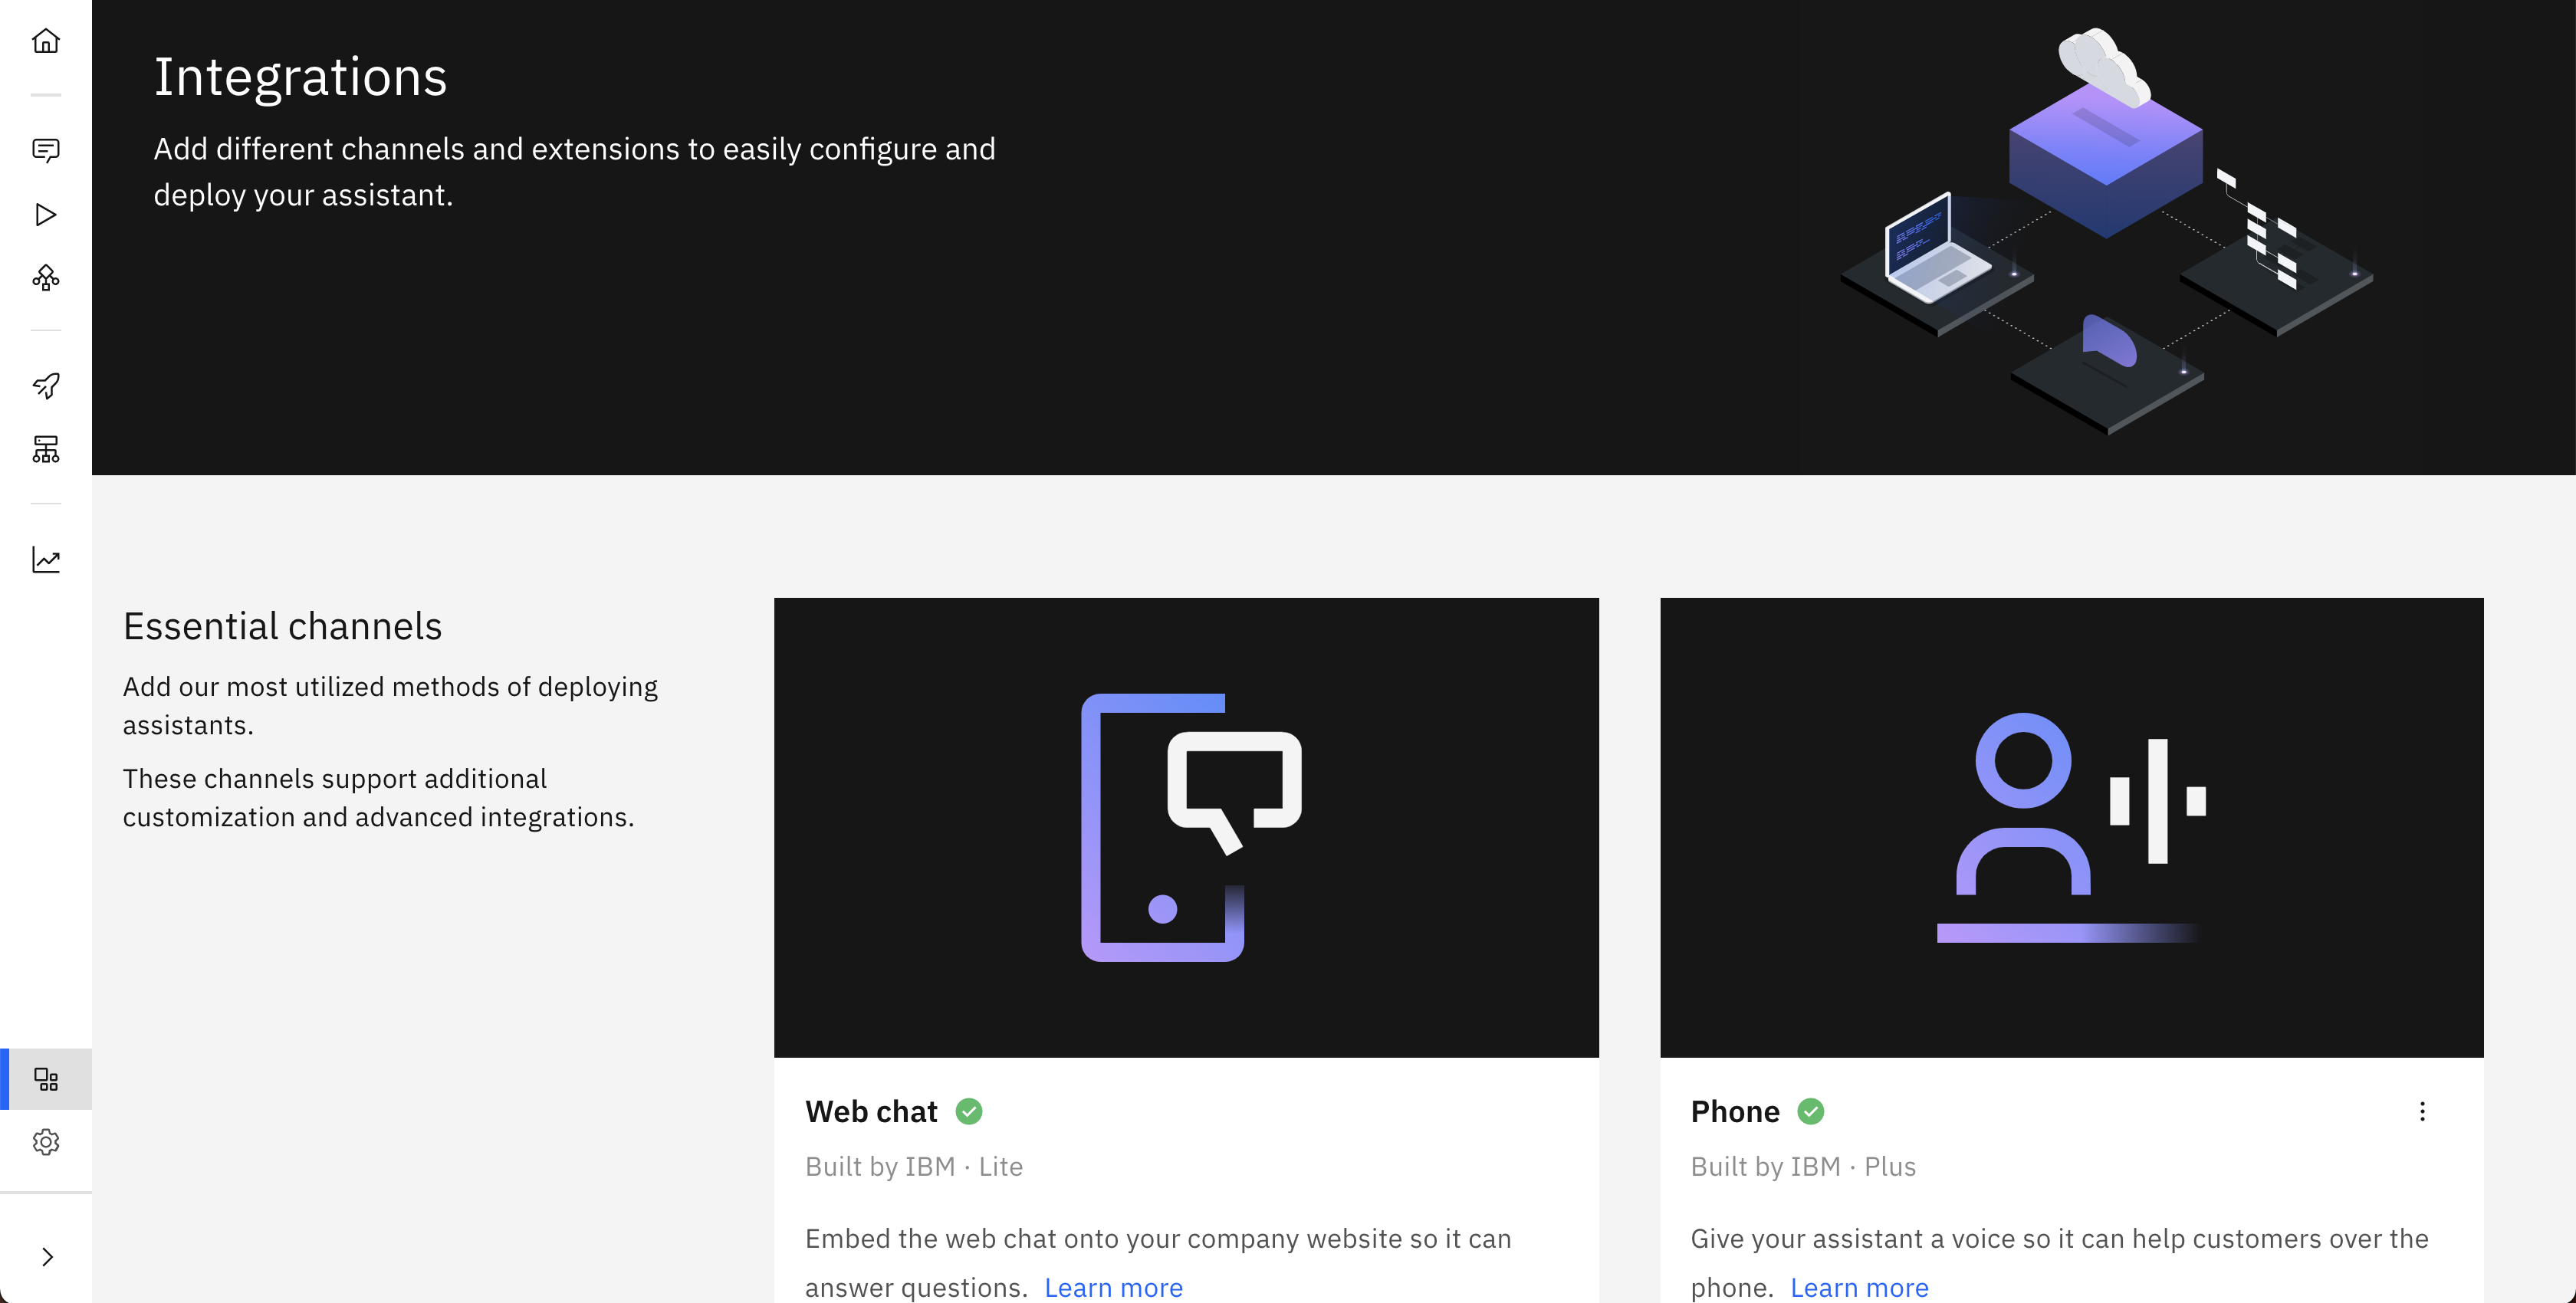 Integrations
Add different channels and extensions to easily configure and
deploy your assistant.
Essential channels
Add our most utilized methods of deploying
assistants.
These channels support additional
customization and advanced integrations.
Web chat
Built by IBM · Lite
Embed the web chat onto your company website so it can
answer questions. Learn more
Phone
Built by IBM · Plus
Give your assistant a voice so it can help customers over the
phone. Learn more